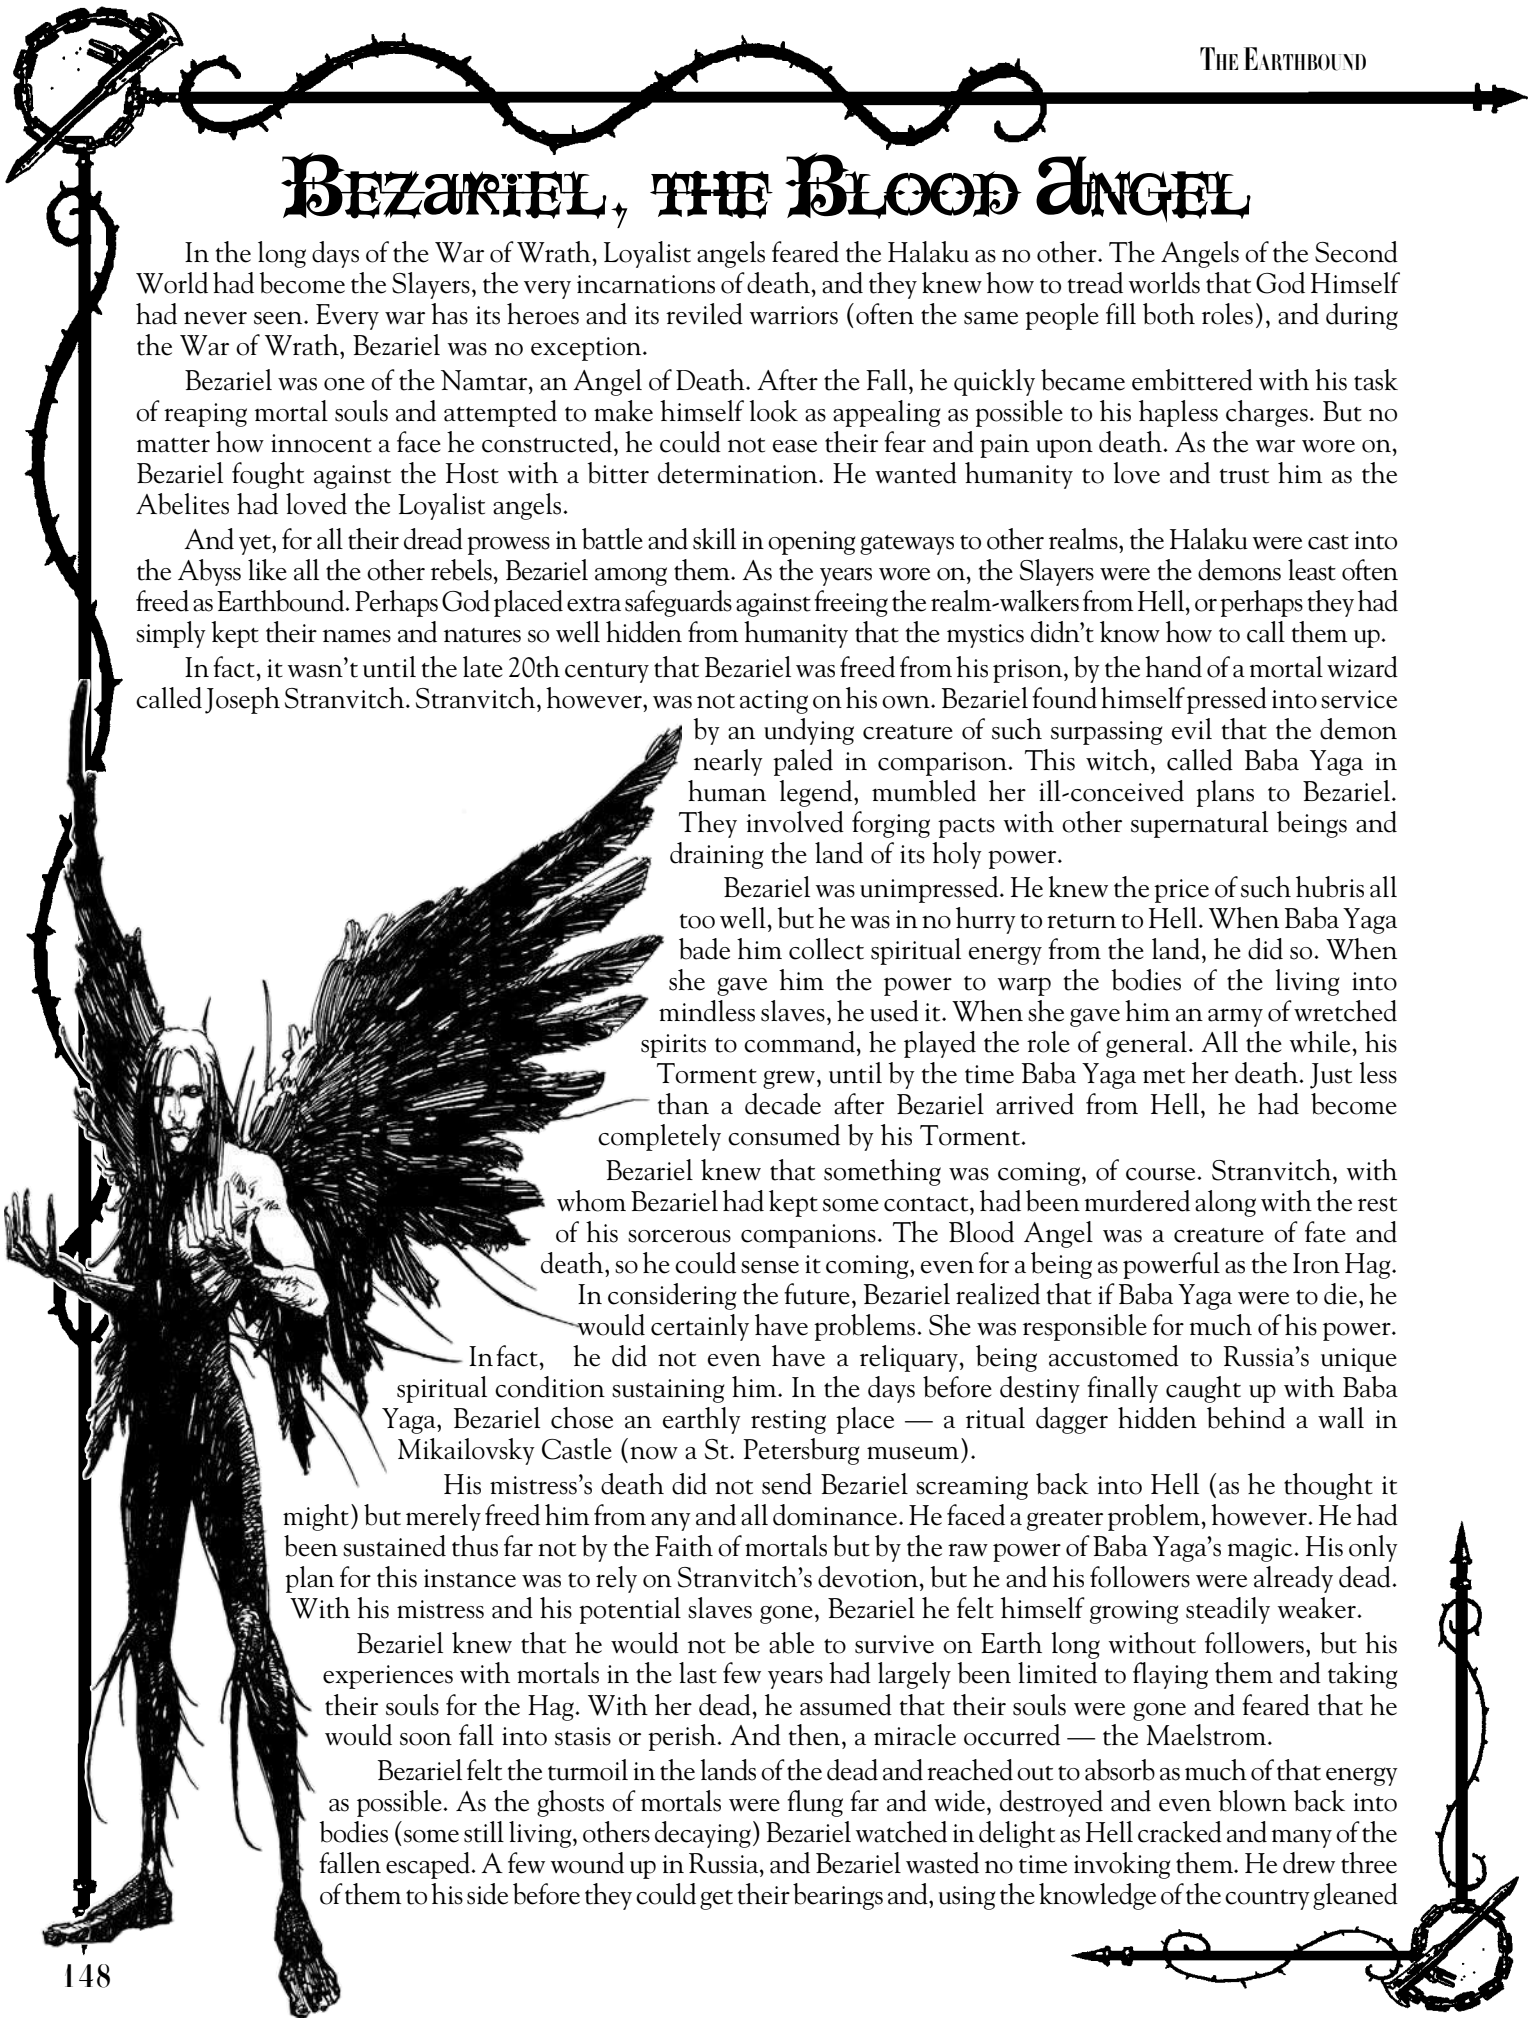 The Earthbound
Bezariel, the Blood Angel
In the long days of the War of Wrath, Loyalist angels feared the Halaku as no other. The Angels of the Second
World had become the Slayers, the very incarnations of death, and they knew how to tread worlds that God Himself
had never seen. Every war has its heroes and its reviled warriors (often the same people fill both roles), and during
the War of Wrath, Bezariel was no exception.
Bezariel was one of the Namtar, an Angel of Death. After the Fall, he quickly became embittered with his task
of reaping mortal souls and attempted to make himself look as appealing as possible to his hapless charges. But no
matter how innocent a face he constructed, he could not ease their fear and pain upon death. As the war wore on,
Bezariel fought against the Host with a bitter determination. He wanted humanity to love and trust him as the
Abelites had loved the Loyalist angels.
And yet, for all their dread prowess in battle and skill in opening gateways to other realms, the Halaku were cast into
the Abyss like all the other rebels, Bezariel among them. As the years wore on, the Slayers were the demons least often
freed as Earthbound. Perhaps God placed extra safeguards against freeing the realm-walkers from Hell, or perhaps they had
simply kept their names and natures so well hidden from humanity that the mystics didn't know how to call them up.
In fact, it wasn't until the late 20th century that Bezariel was freed from his prison, by the hand of a mortal wizard
called Joseph Stranvitch. Stranvitch, however, was not acting on his own. Bezariel found himself pressed into service
by an undying creature of such surpassing evil that the demon
nearly paled in comparison. This witch, called Baba Yaga in
human legend, mumbled her ill-conceived plans to Bezariel.
They involved forging pacts with other supernatural beings and
draining the land of its holy power.
Bezariel was unimpressed. He knew the price of such hubris all
too well, but he was in no hurry to return to Hell. When Baba Yaga
bade him collect spiritual energy from the land, he did so. When
she gave him the power to warp the bodies of the living into
mindless slaves, he used it. When she gave him an army of wretched
spirits to command, he played the role of general. All the while, his
Torment grew, until by the time Baba Yaga met her death. Just less
than a decade after Bezariel arrived from Hell, he had become
completely consumed by his Torment.
Bezariel knew that something was coming, of course. Stranvitch, with
whom Bezariel had kept some contact, had been murdered along with the rest
of his sorcerous companions. The Blood Angel was a creature of fate and
death, so he could sense it coming, even for a being as powerful as the Iron Hag.
In considering the future, Bezariel realized that if Baba Yaga were to die, he
would certainly have problems. She was responsible for much of his power.
In fact, he did not even have a reliquary, being accustomed to Russia's unique
spiritual condition sustaining him. In the days before destiny finally caught up with Baba
Yaga, Bezariel chose an earthly resting place — a ritual dagger hidden behind a wall in
Mikailovsky Castle (now a St. Petersburg museum).
His mistress's death did not send Bezariel screaming back into Hell (as he thought it
might) but merely freed him from any and all dominance. He faced a greater problem, however. He had
been sustained thus far not by the Faith of mortals but by the raw power of Baba Yaga's magic. His only
plan for this instance was to rely on Stranvitch's devotion, but he and his followers were already dead.
With his mistress and his potential slaves gone, Bezariel he felt himself growing steadily weaker.
Bezariel knew that he would not be able to survive on Earth long without followers, but his
experiences with mortals in the last few years had largely been limited to flaying them and taking
their souls for the Hag. With her dead, he assumed that their souls were gone and feared that he
would soon fall into stasis or perish. And then, a miracle occurred — the Maelstrom.
Bezariel felt the turmoil in the lands of the dead and reached out to absorb as much of that energy
as possible. As the ghosts of mortals were flung far and wide, destroyed and even blown back into
bodies (some still living, others decaying) Bezariel watched in delight as Hell cracked and many of the
fallen escaped. A few wound up in Russia, and Bezariel wasted no time invoking them. He drew three
of them to his side before they could get their bearings and, using the knowledge of the country gleaned
148